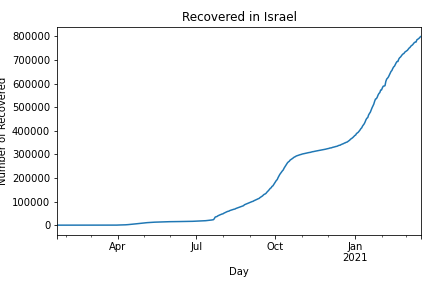 Recovered in Israel
800000
700000
600000
500000
400000
300000
200000
100000
0
Number of Recovered
Apr Jul Oct Jan
2021
Day